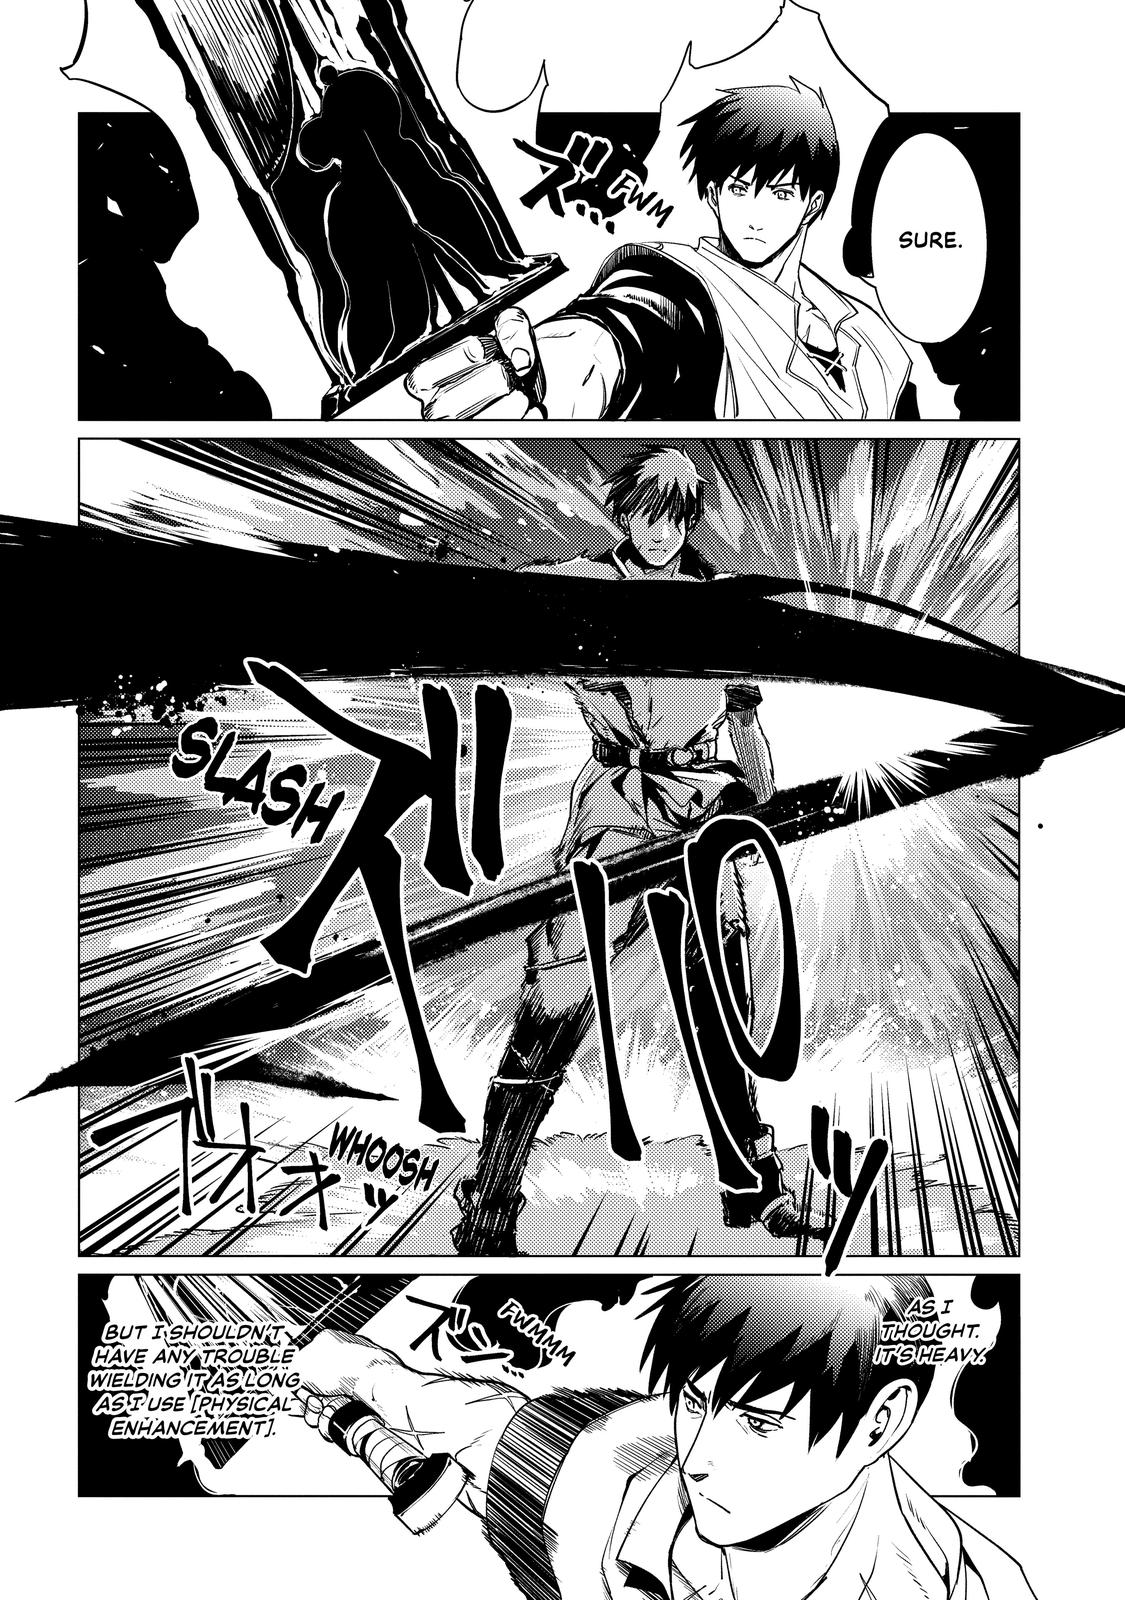 SURE.
ズ…
FWM
ズパッ
SLASH
ブオオッ
WHOOSH
AS I
THOUGHT.
IT'S HEAVY.
ズン…
FWMMM
BUT I SHOULDN'T
HAVE ANY TROUBLE
WIELDING IT AS LONG
AS I USE [PHYSICAL
ENHANCEMENT].